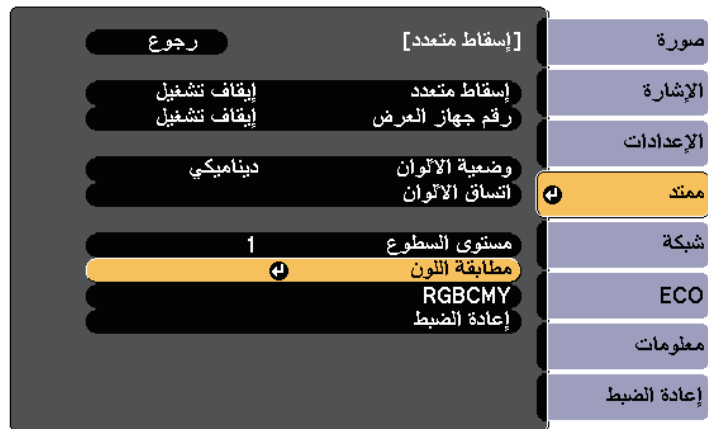 صورة
الإشارة
الإعدادات
ممتد
شبكة
ECO
معلومات
إعادة الضبط
[إسقاط متعدد] رجوع
إسقاط متعدد إيقاف تشغيل
رقم جهاز العرض إيقاف تشغيل
وضعية الألوان ديناميكي
اتساق الألوان
مستوى السطوع 1
مطابقة اللون
RGBCMY
إعادة الضبط